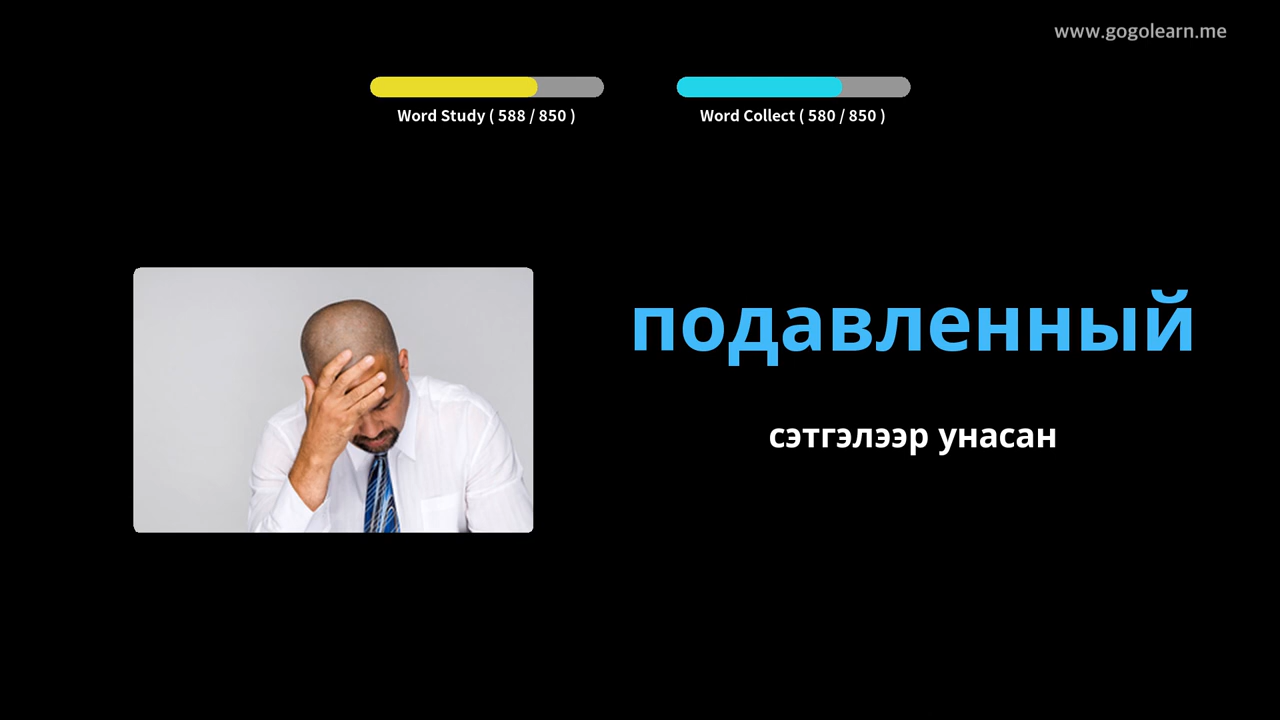 www.gogolearn.me
Word Study ( 588 / 850 )
Word Collect ( 580 / 850 )
подавленный
сэтгэлээр унасан